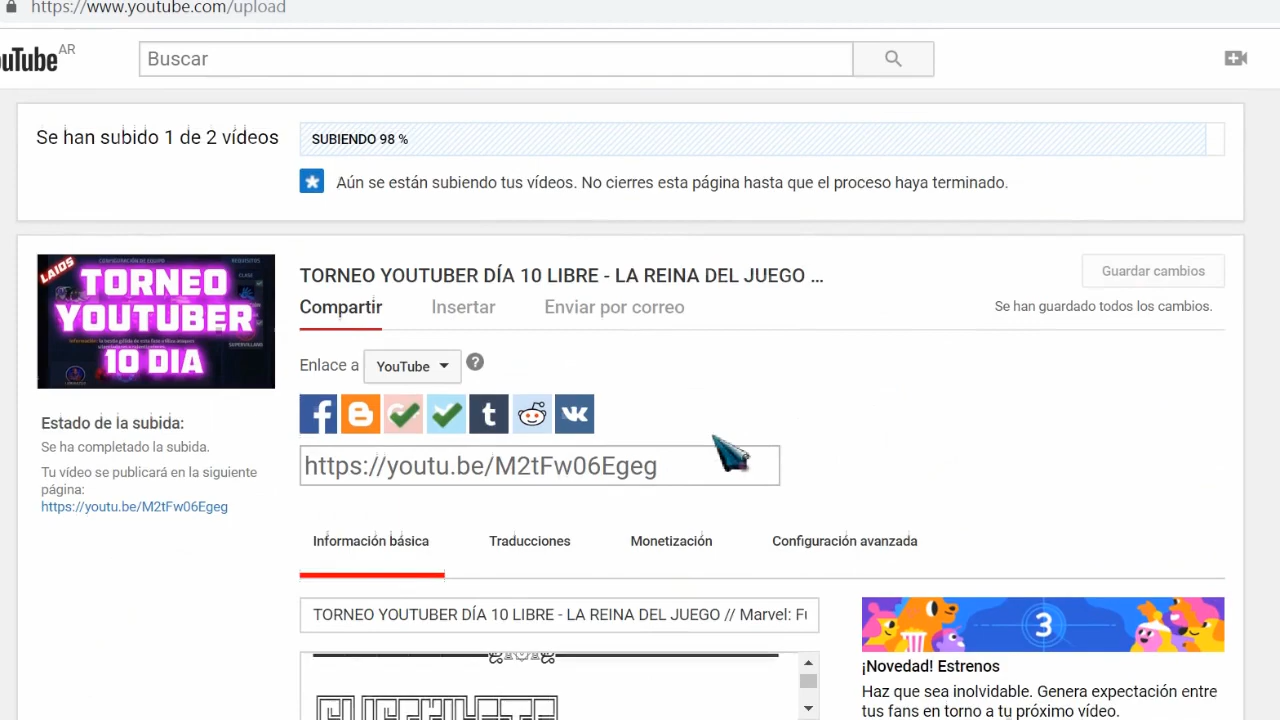 https://www.youtube.com/upload
ouTube AR
Buscar
Se han subido 1 de 2 vídeos
SUBIENDO 98 %
Aún se están subiendo tus vídeos. No cierres esta página hasta que el proceso haya terminado.
LAIOS
TORNEO
YOUTUBER
10 DIA
TORNEO YOUTUBER DÍA 10 LIBRE - LA REINA DEL JUEGO ...
Guardar cambios
Compartir
Insertar
Enviar por correo
Se han guardado todos los cambios.
Enlace a
YouTube
Estado de la subida:
Se ha completado la subida.
Tu vídeo se publicará en la siguiente
página:
https://youtu.be/M2tFw06Egeg
https://youtu.be/M2tFw06Egeg
Información básica
Traducciones
Monetización
Configuración avanzada
TORNEO YOUTUBER DÍA 10 LIBRE - LA REINA DEL JUEGO // Marvel: Fu
3
¡Novedad! Estrenos
Haz que sea inolvidable. Genera expectación entre
tus fans en torno a tu próximo vídeo.